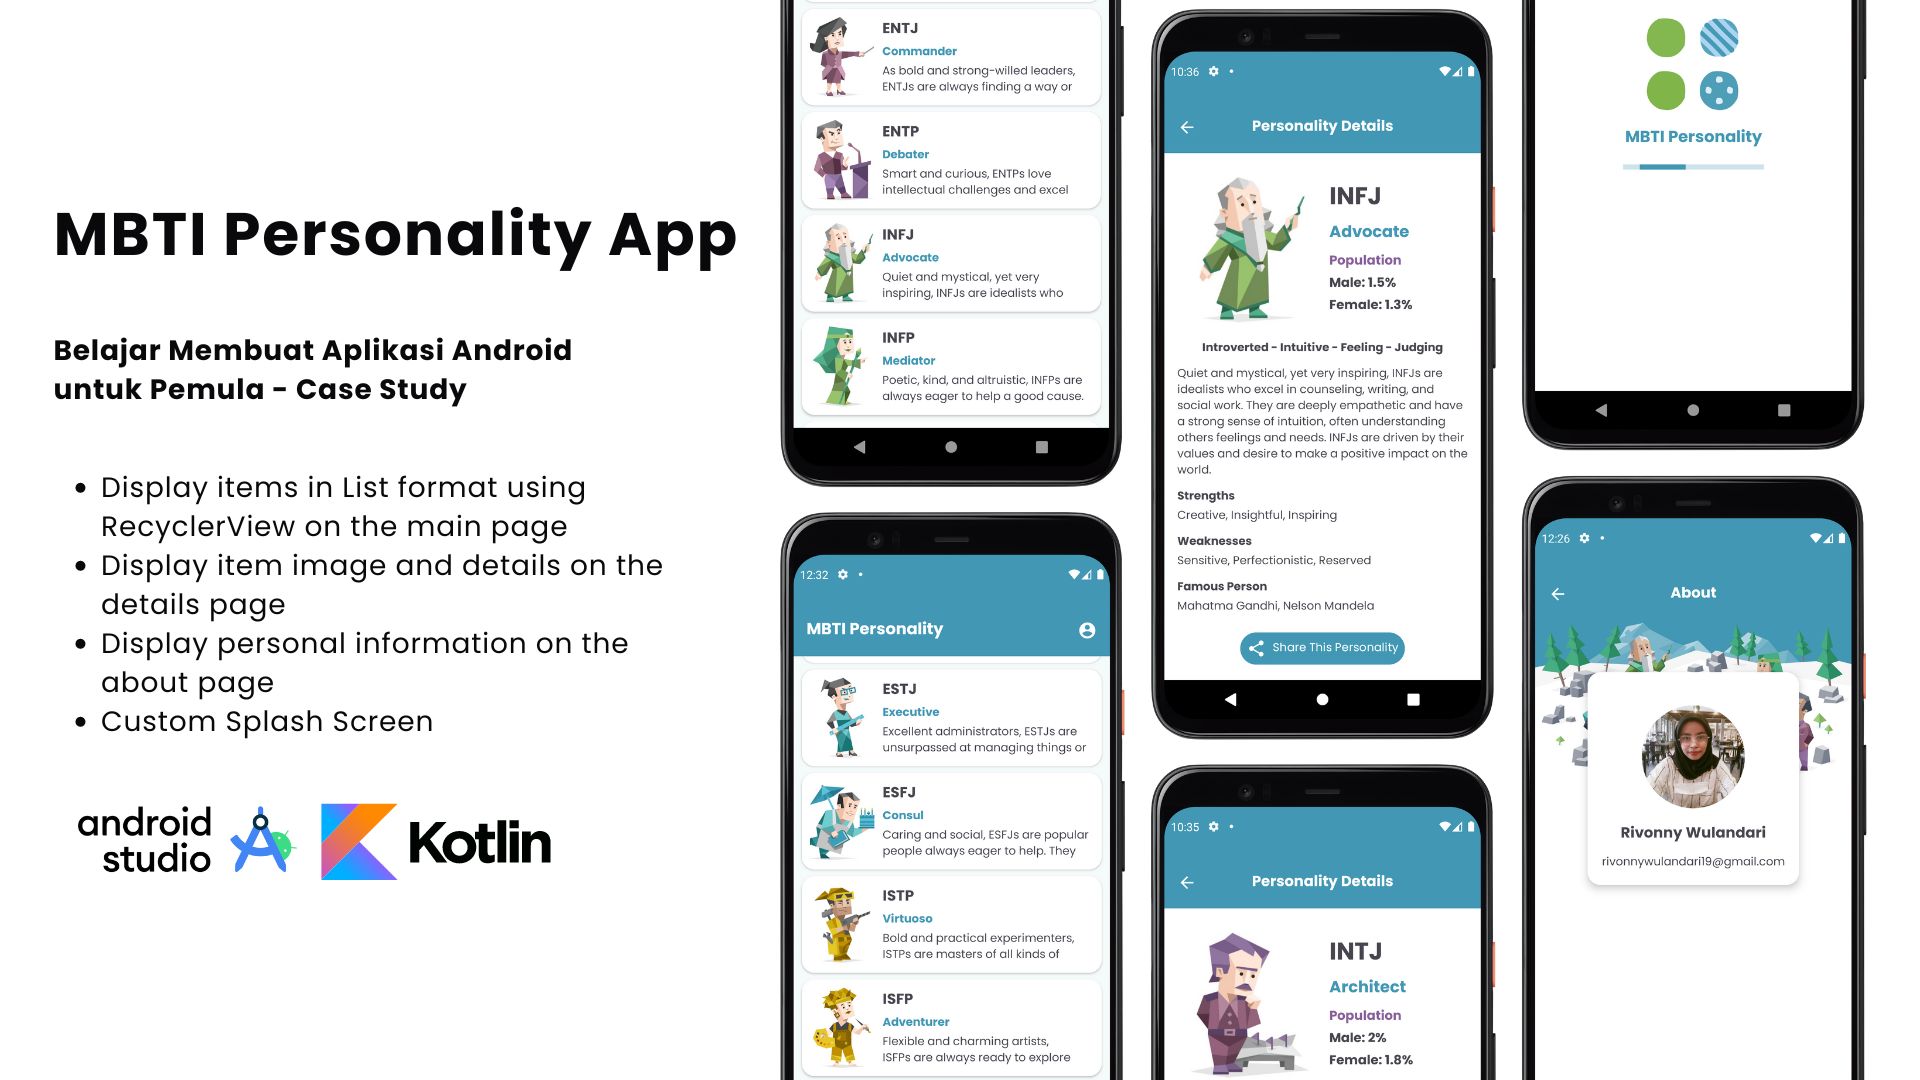 MBTI Personality App
Belajar Membuat Aplikasi Android
untuk Pemula - Case Study
• Display items in List format using
RecyclerView on the main page
• Display item image and details on the
details page
• Display personal information on the
about page
• Custom Splash Screen
android
studio
Kotlin
ENTJ
Commander
As bold and strong-willed leaders,
ENTJs are always finding a way or
ENTP
Debater
Smart and curious, ENTPs love
intellectual challenges and excel
INFJ
Advocate
Quiet and mystical, yet very
inspiring, INFJs are idealists who
INFP
Mediator
Poetic, kind, and altruistic, INFPs are
always eager to help a good cause.
12:32
MBTI Personality
ESTJ
Executive
Excellent administrators, ESTJs are
unsurpassed at managing things or
ESFJ
Consul
Caring and social, ESFJs are popular
people always eager to help. They
ISTP
Virtuoso
Bold and practical experimenters,
ISTPs are masters of all kinds of
ISFP
Adventurer
Flexible and charming artists,
ISFPs are always ready to explore
10:36
Personality Details
INFJ
Advocate
Population
Male: 1.5%
Female: 1.3%
Introverted - Intuitive - Feeling - Judging
Quiet and mystical, yet very inspiring, INFJs are
idealists who excel in counseling, writing, and
social work. They are deeply empathetic and have
a strong sense of intuition, often understanding
others feelings and needs. INFJs are driven by their
values and desire to make a positive impact on the
world.
Strengths
Creative, Insightful, Inspiring
Weaknesses
Sensitive, Perfectionistic, Reserved
Famous Person
Mahatma Gandhi, Nelson Mandela
Share This Personality
10:35
Personality Details
INTJ
Architect
Population
Male: 2%
Female: 1.8%
MBTI Personality
12:26
About
Rivonny Wulandari
rivonnywulandari19@gmail.com